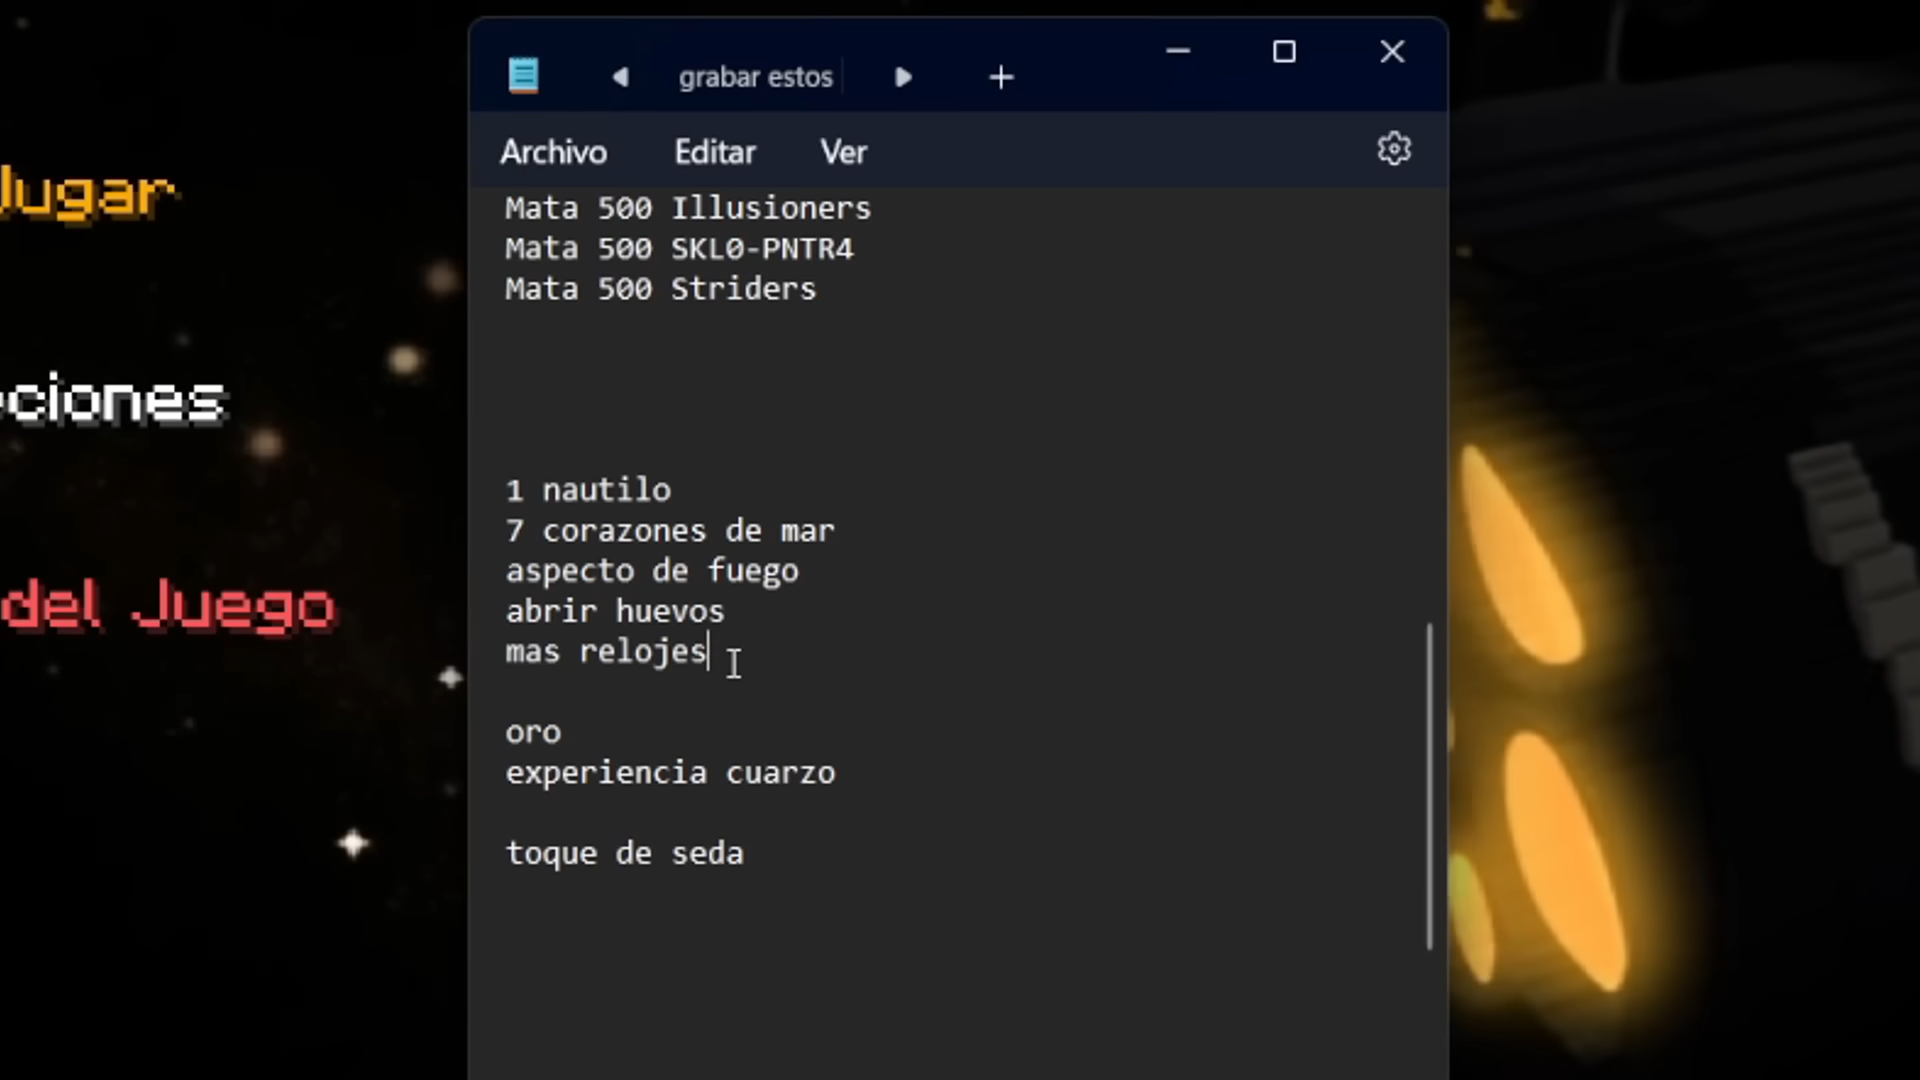 grabar estos
Archivo Editar Ver
Mata 500 Illusioners
Mata 500 SKL0-PNTR4
Mata 500 Striders
1 nautilo
7 corazones de mar
aspecto de fuego
abrir huevos
mas relojes
oro
experiencia cuarzo
toque de seda
Jugar
ciones
del Juego